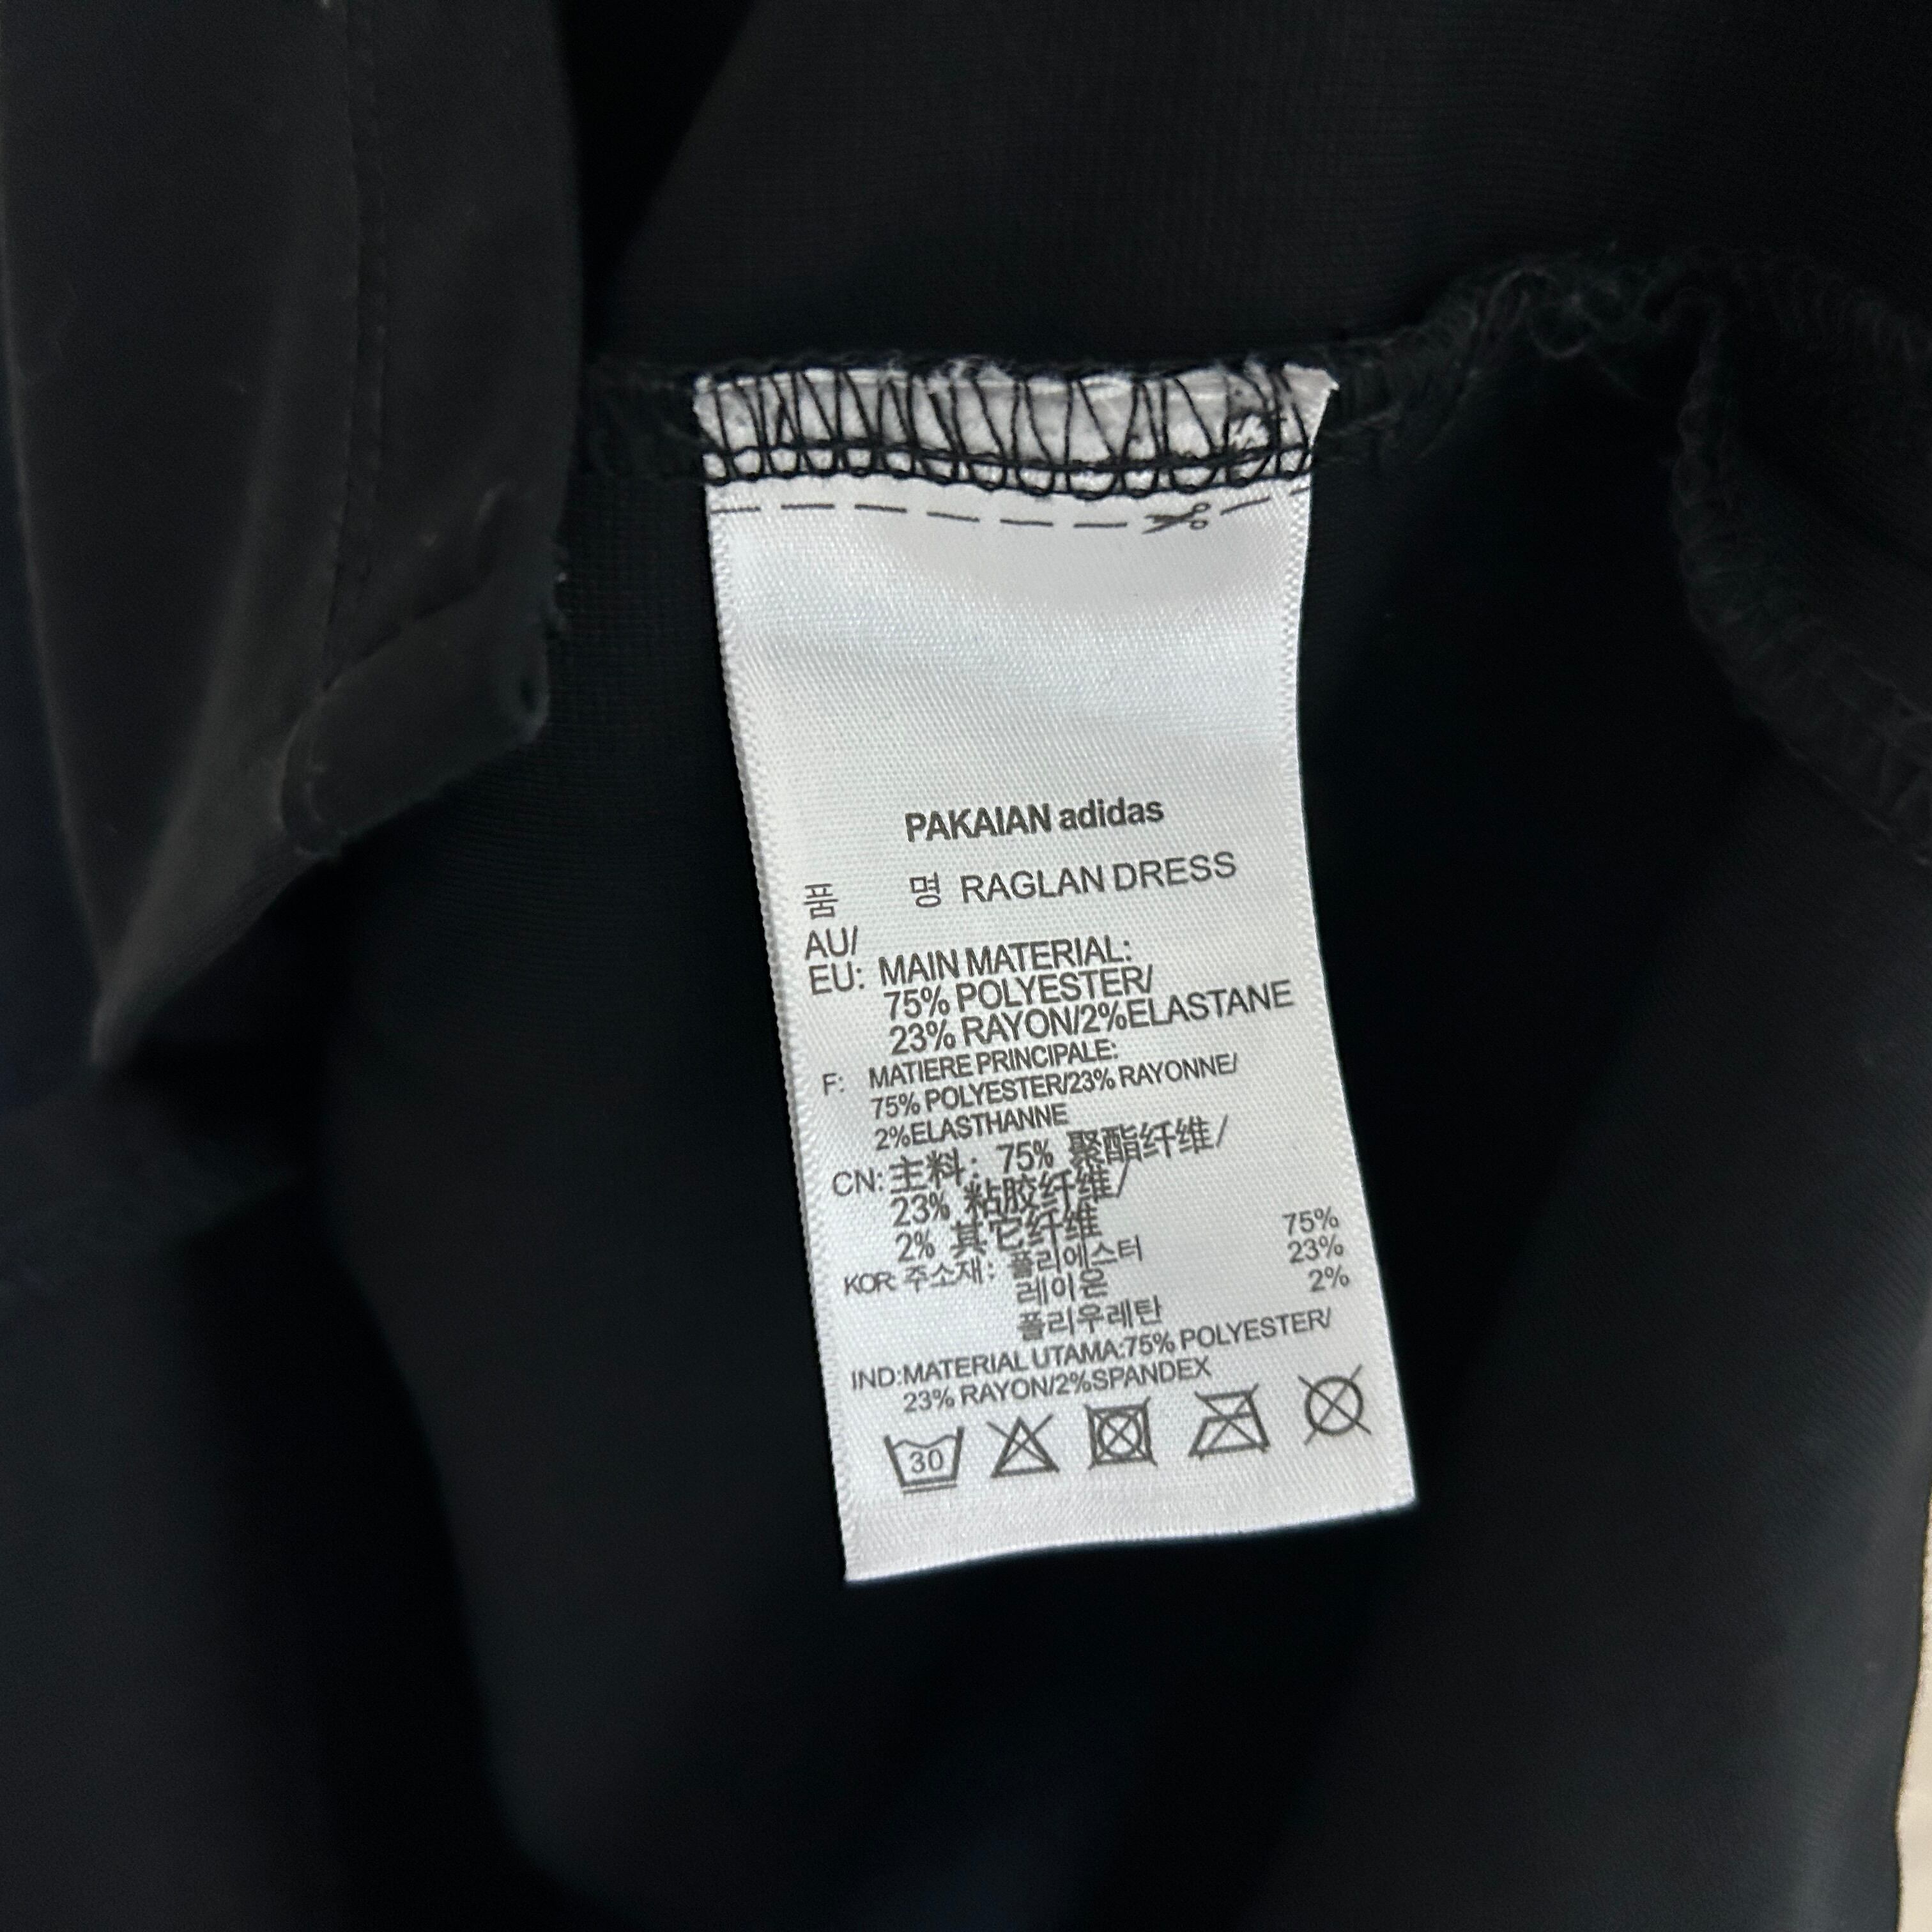 PAKAIAN adidas
품 명 RAGLAN DRESS
AU/
EU: MAIN MATERIAL:
75% POLYESTER/
23% RAYON/2%ELASTANE
F: MATIERE PRINCIPALE:
75% POLYESTER/23% RAYONNE/
2%ELASTHANNE
CN: 主料: 75% 聚酯纤维/
23% 粘胶纤维/
2% 其它纤维
KOR: 주소재: 폴리에스터 75%
레이온 23%
폴리우레탄 2%
IND:MATERIAL UTAMA:75% POLYESTER/
23% RAYON/2%SPANDEX
30